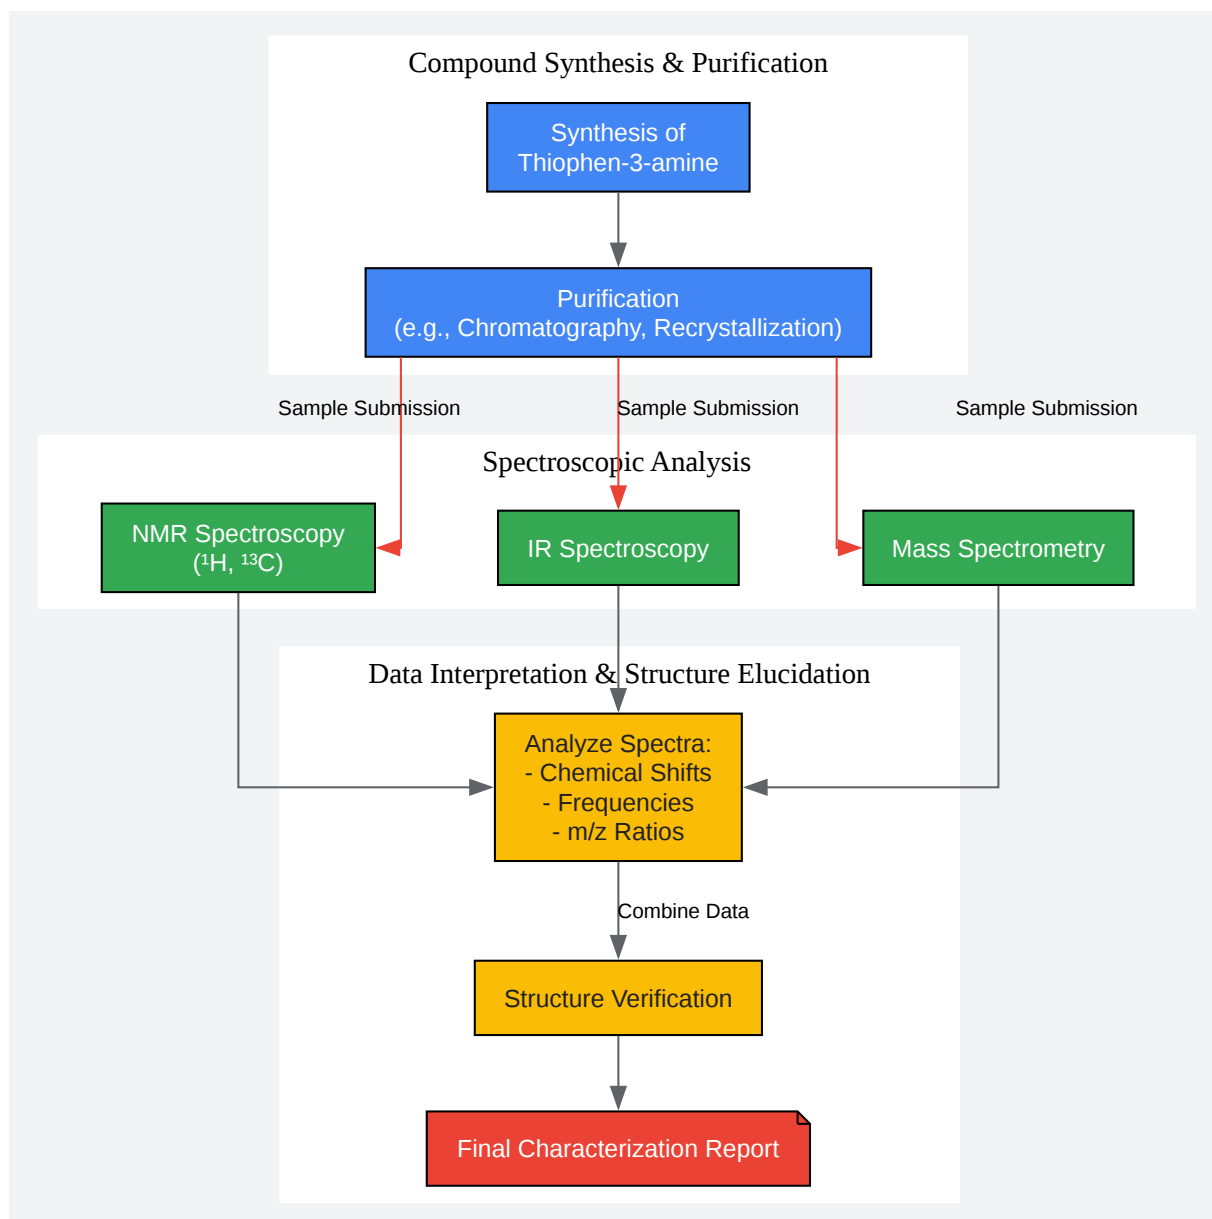 Compound Synthesis & Purification
Synthesis of
Thiophen-3-amine
Purification
(e.g., Chromatography, Recrystallization)
Sample Submission
Sample Submission
Sample Submission
Spectroscopic Analysis
NMR Spectroscopy
(¹H, ¹³C)
IR Spectroscopy
Mass Spectrometry
Data Interpretation & Structure Elucidation
Analyze Spectra:
- Chemical Shifts
- Frequencies
- m/z Ratios
Combine Data
Structure Verification
Final Characterization Report